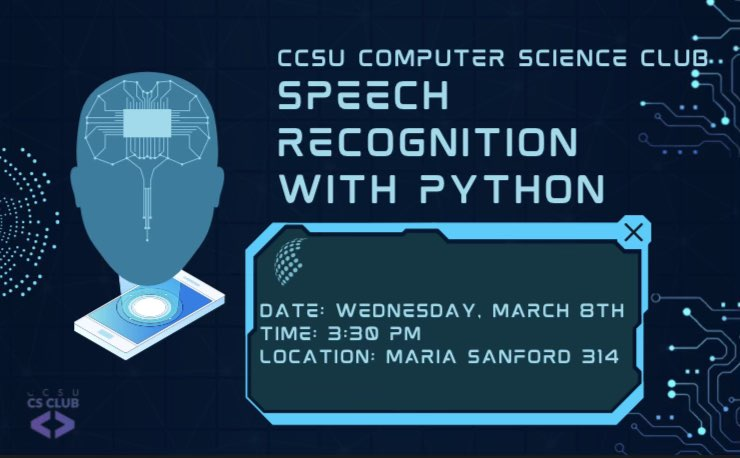 CCSU COMPUTER SCIENCE CLUB
SPEECH
RECOGNITION
WITH PYTHON
DATE: WEDNESDAY, MARCH 8TH
TIME: 3:30 PM
LOCATION: MARIA SANFORD 314
CCSU
CS CLUB